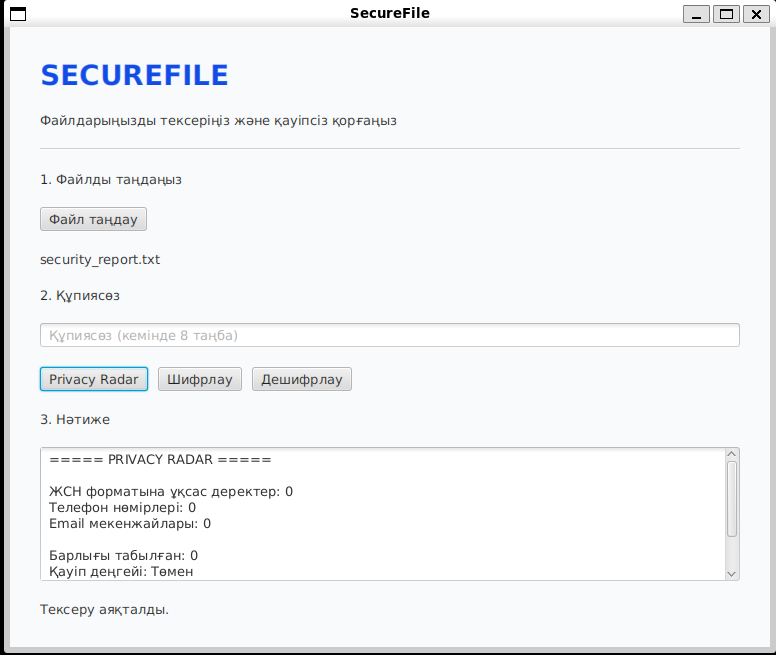 SecureFile
SECUREFILE
Файлдарыңызды тексеріңіз және қауіпсіз қорғаңыз
1. Файлды таңдаңыз
Файл таңдау
security_report.txt
2. Құпиясөз
Құпиясөз (кемінде 8 таңба)
Privacy Radar Шифрлау Дешифрлау
3. Нәтиже
===== PRIVACY RADAR =====
ЖСН форматына ұқсас деректер: 0
Телефон нөмірлері: 0
Email мекенжайлары: 0
Барлығы табылған: 0
Қауіп деңгейі: Төмен
Тексеру аяқталды.